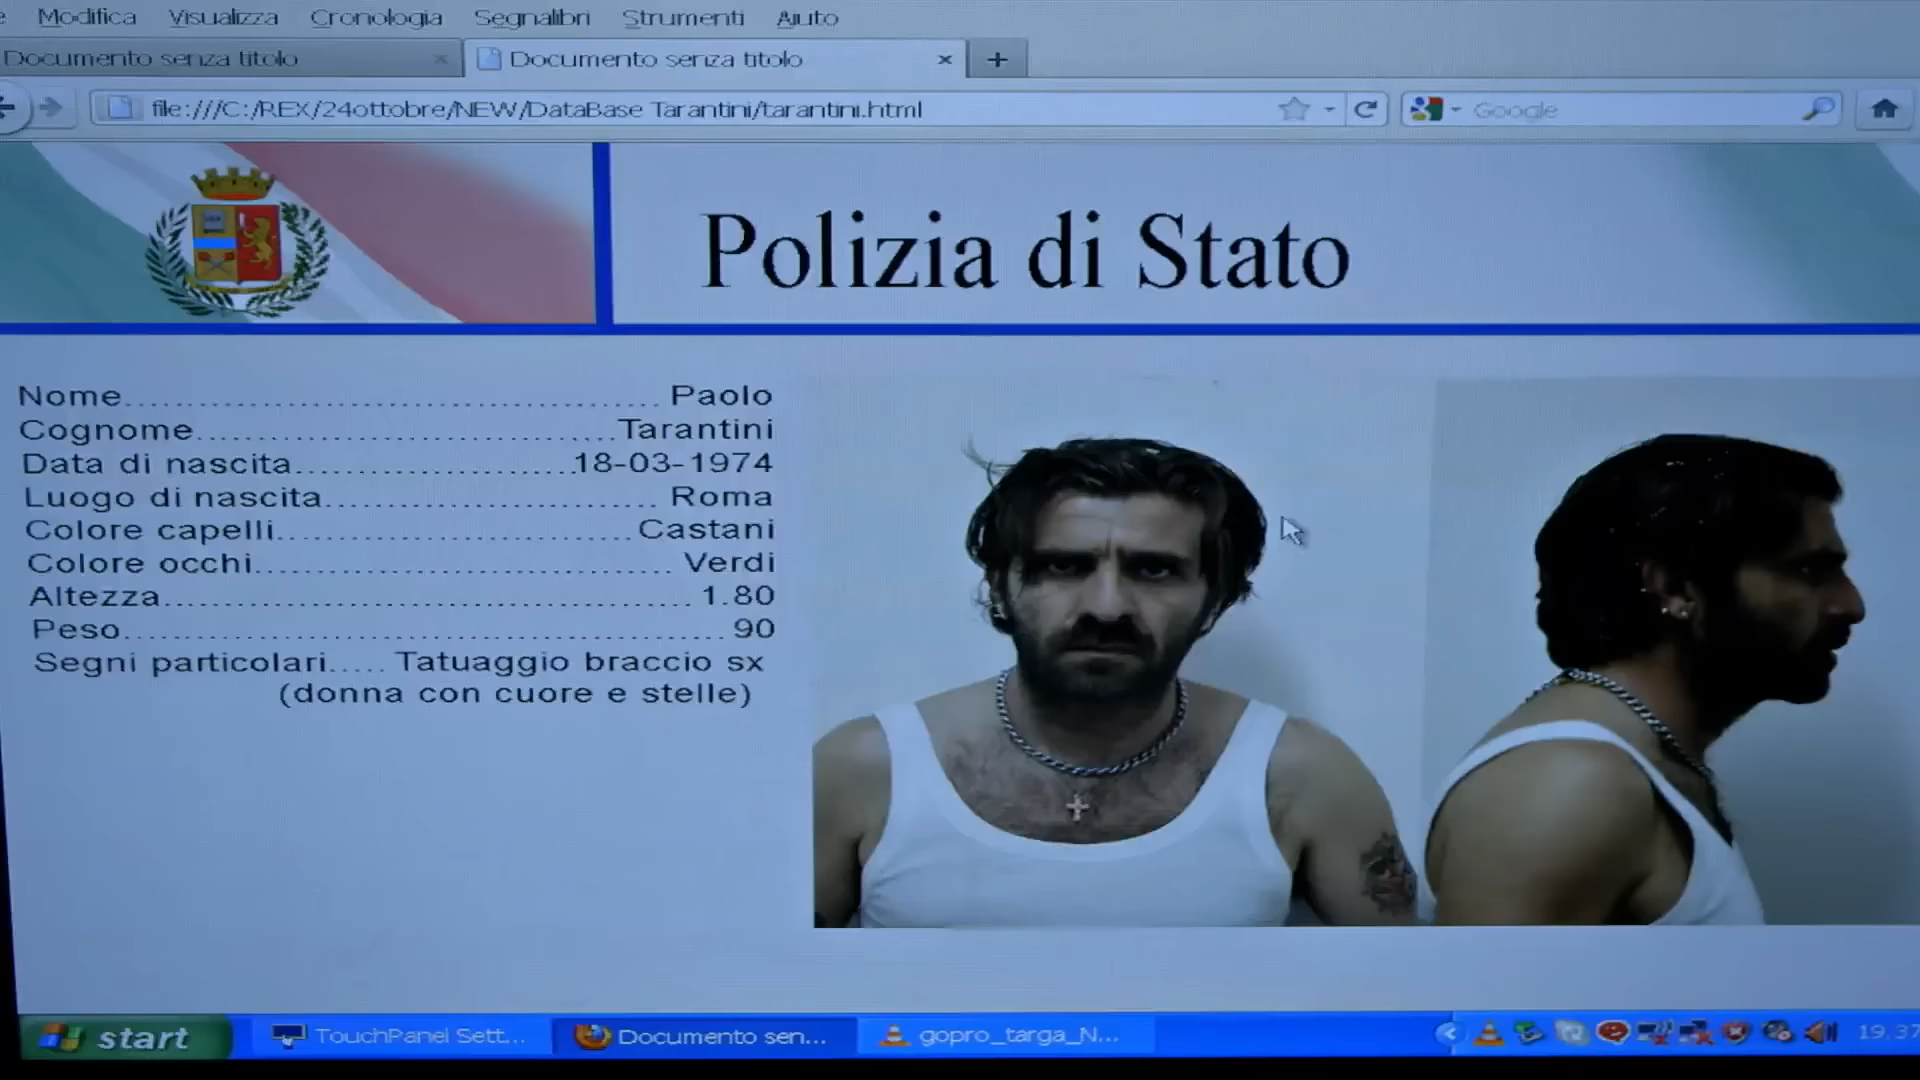 Modifica Visualizza Cronologia Segnalibri Strumenti Aiuto
Documento senza titolo Documento senza titolo
file:///C:/REX/24ottobre/NEW/DataBase Tarantini/tarantini.html Google
Polizia di Stato
Nome........................................ Paolo
Cognome...............................Tarantini
Data di nascita.....................18-03-1974
Luogo di nascita........................ Roma
Colore capelli.......................... Castani
Colore occhi............................... Verdi
Altezza....................................... 1.80
Peso............................................ 90
Segni particolari..... Tatuaggio braccio sx
(donna con cuore e stelle)
start TouchPanel Sett... Documento sen... gopro_targa_N... 19.37